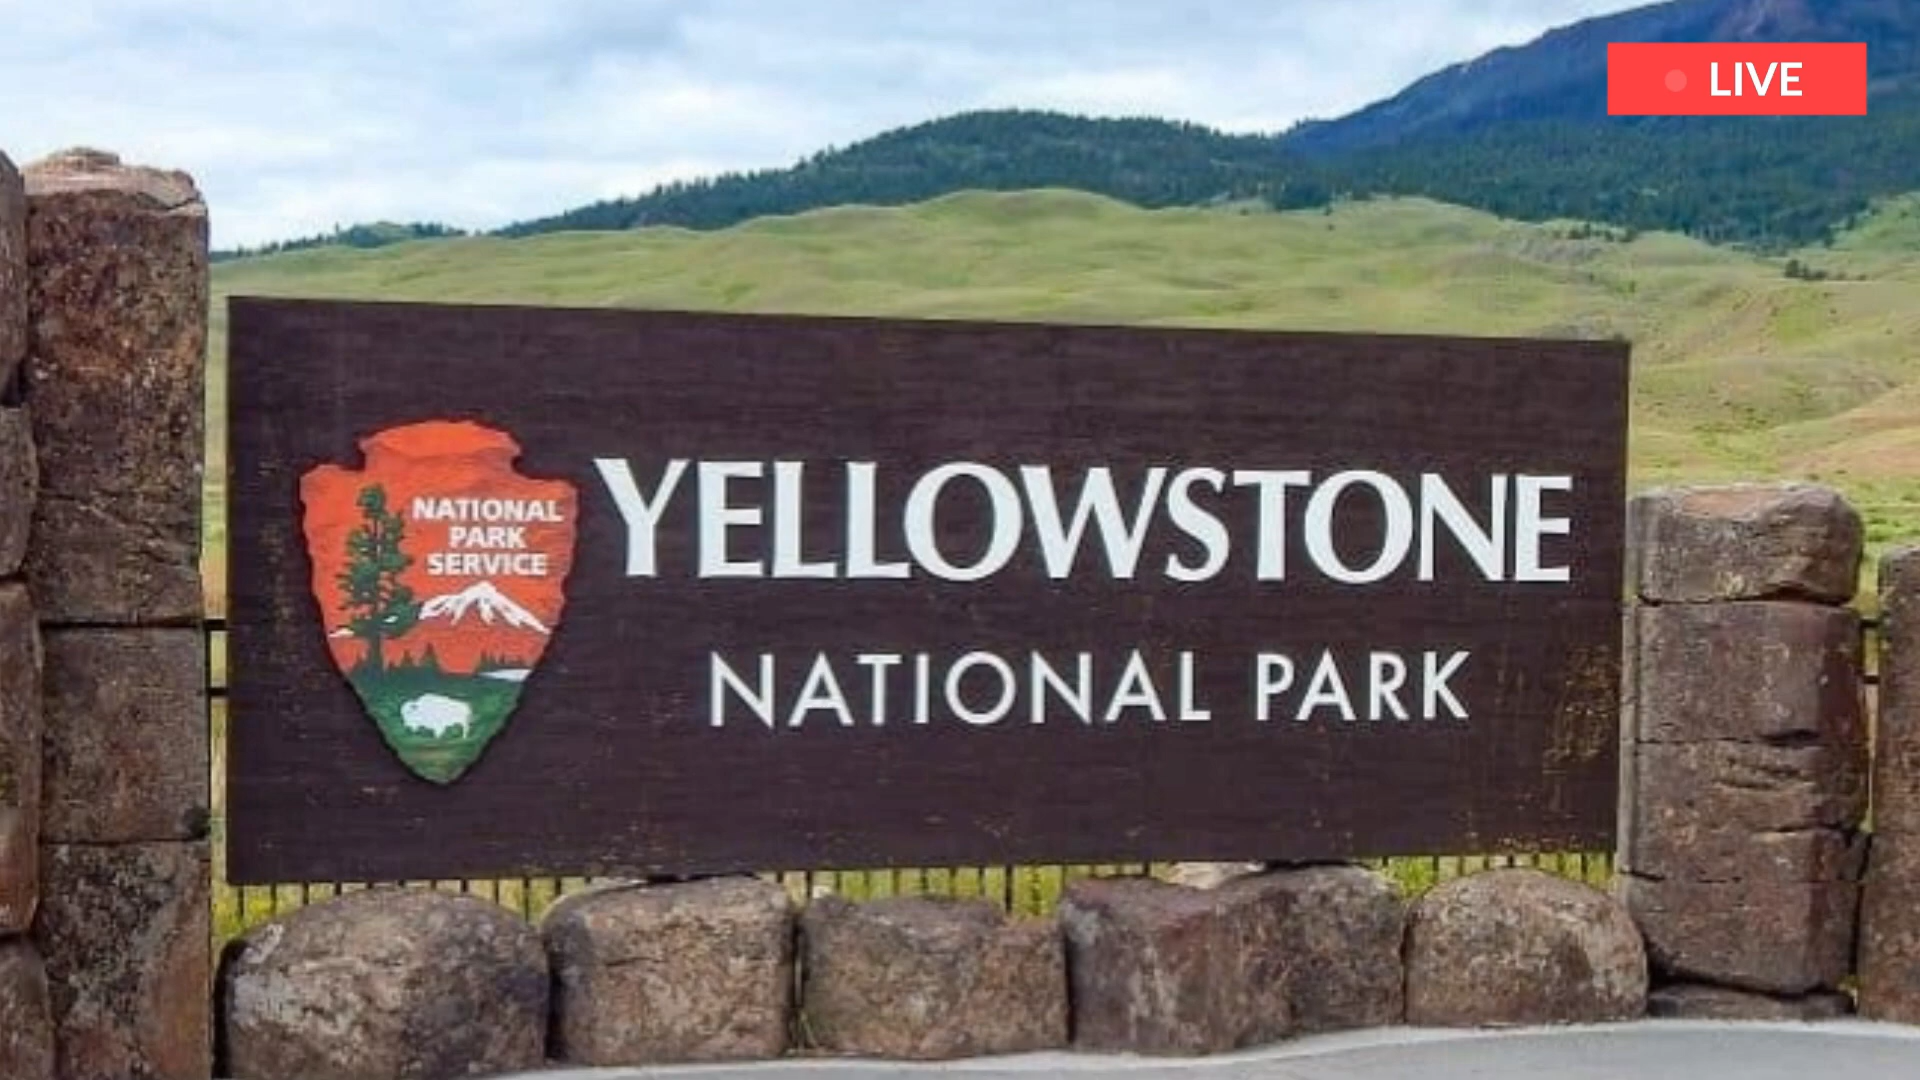 LIVE
NATIONAL
PARK
SERVICE
YELLOWSTONE
NATIONAL PARK